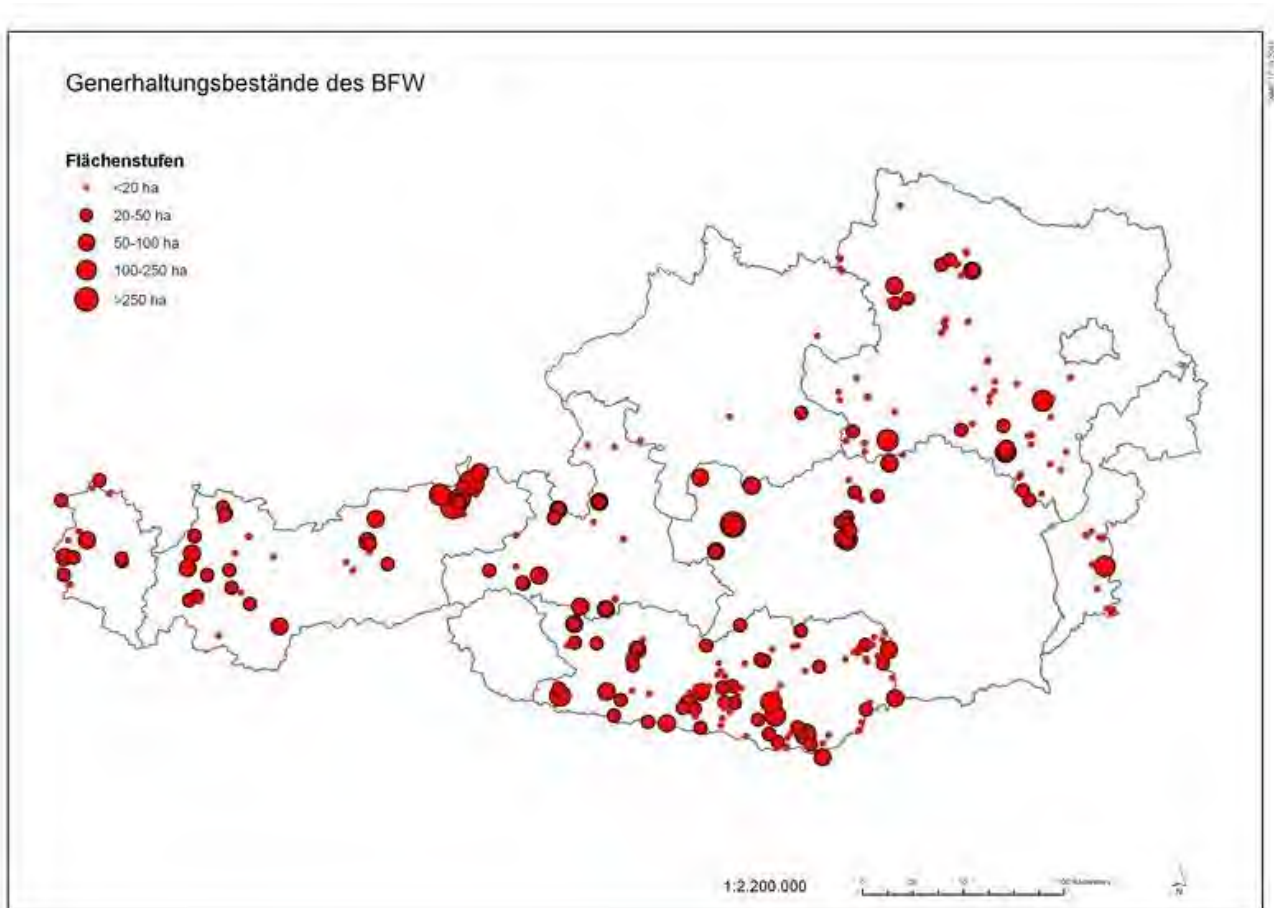 Generhaltungsbestände des BFW
Flächenstufen
<20 ha
20-50 ha
50-100 ha
100-250 ha
>250 ha
1:2.200.000